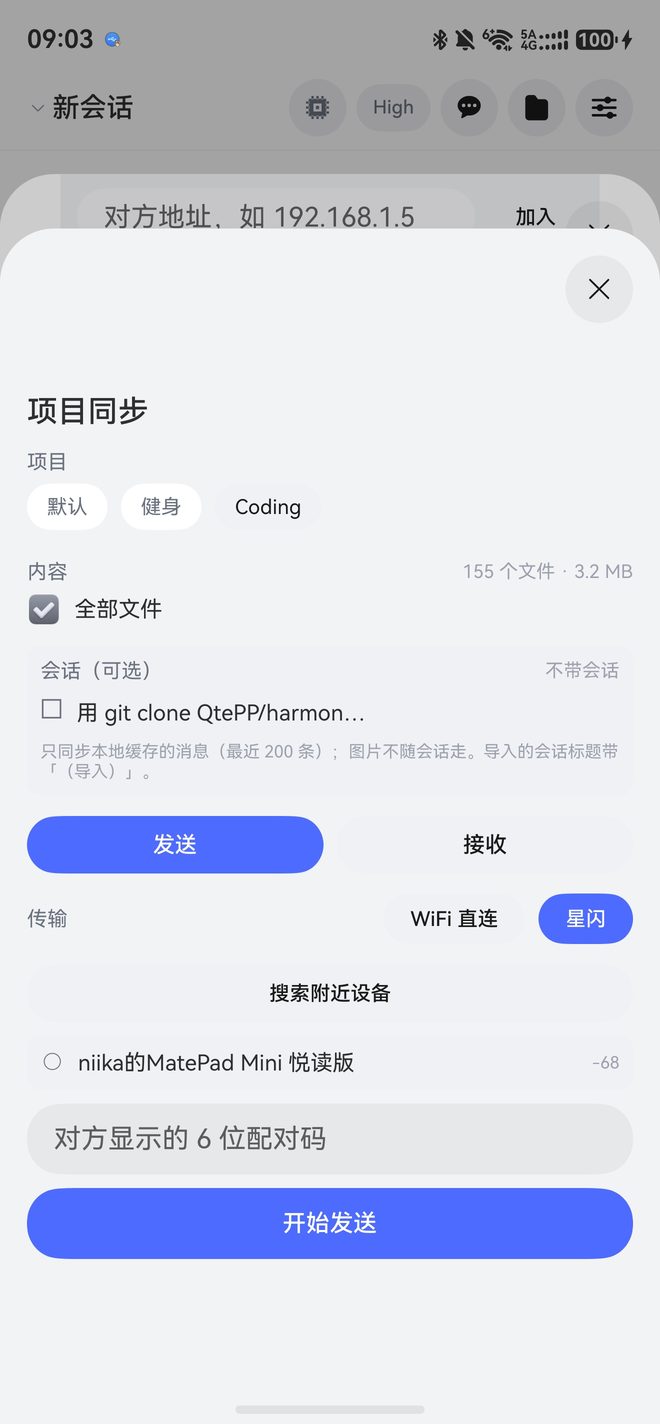 09:03
6+
5A
4G
100
新会话
High
对方地址，如 192.168.1.5
加入
项目同步
项目
默认
健身
Coding
内容
155 个文件 · 3.2 MB
全部文件
会话（可选）
不带会话
用 git clone QtePP/harmon…
只同步本地缓存的消息（最近 200 条）；图片不随会话走。导入的会话标题带
「（导入）」。
发送
接收
传输
WiFi 直连
星闪
搜索附近设备
niika的MatePad Mini 悦读版
-68
对方显示的 6 位配对码
开始发送